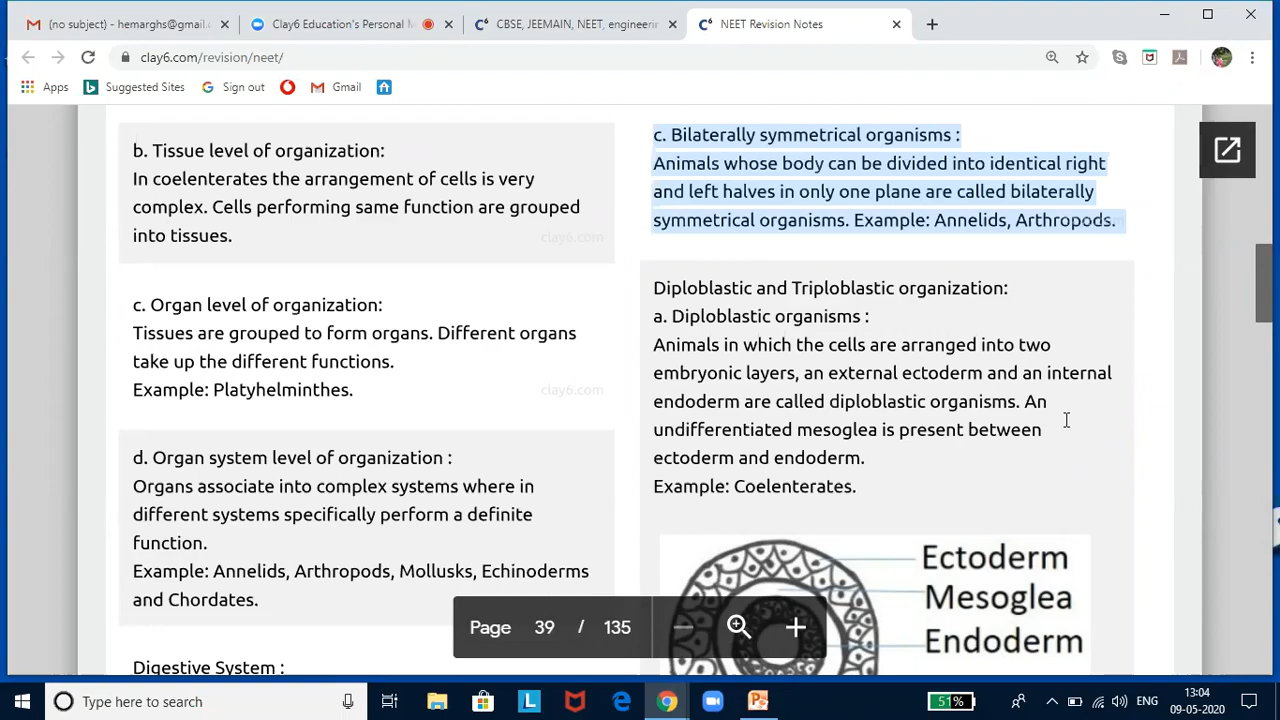 (no subject) - hemarghs@gmail.
Clay6 Education's Personal M
CBSE, JEEMAIN, NEET, engineerin
NEET Revision Notes
clay6.com/revision/neet/
Apps
Suggested Sites
Sign out
Gmail
b. Tissue level of organization:
In coelenterates the arrangement of cells is very
complex. Cells performing same function are grouped
into tissues.
clay6.com
c. Organ level of organization:
Tissues are grouped to form organs. Different organs
take up the different functions.
Example: Platyhelminthes.
clay6.com
d. Organ system level of organization :
Organs associate into complex systems where in
different systems specifically perform a definite
function.
Example: Annelids, Arthropods, Mollusks, Echinoderms
and Chordates.
Digestive System :
c. Bilaterally symmetrical organisms :
Animals whose body can be divided into identical right
and left halves in only one plane are called bilaterally
symmetrical organisms. Example: Annelids, Arthropods.
Diploblastic and Triploblastic organization:
a. Diploblastic organisms :
Animals in which the cells are arranged into two
embryonic layers, an external ectoderm and an internal
endoderm are called diploblastic organisms. An
undifferentiated mesoglea is present between
ectoderm and endoderm.
Example: Coelenterates.
Ectoderm
Mesoglea
Endoderm
Page 39 / 135
Type here to search
51%
ENG
13:04
09-05-2020